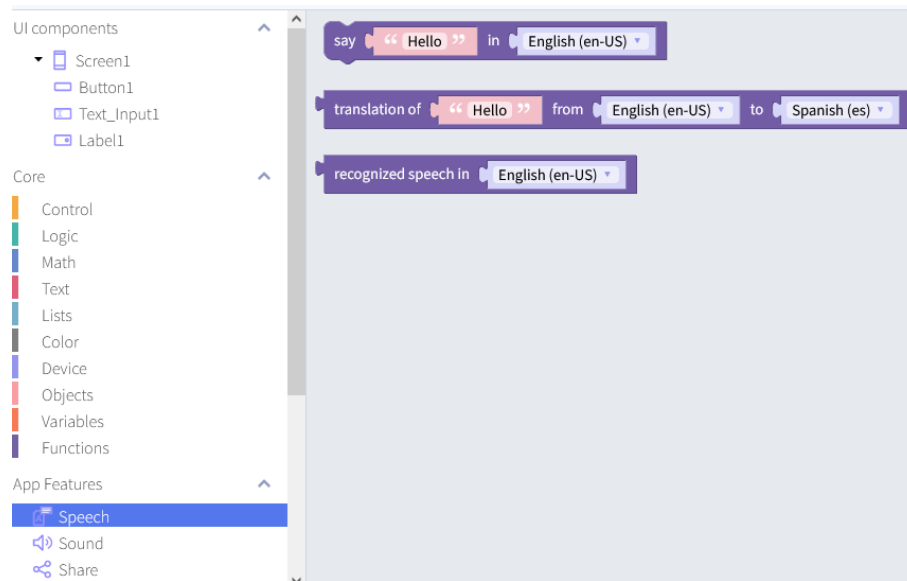 UI components
Screen1
Button1
Text_Input1
Label1
Core
Control
Logic
Math
Text
Lists
Color
Device
Objects
Variables
Functions
App Features
Speech
Sound
Share
say “ Hello ” in English (en-US)
translation of “ Hello ” from English (en-US) to Spanish (es)
recognized speech in English (en-US)